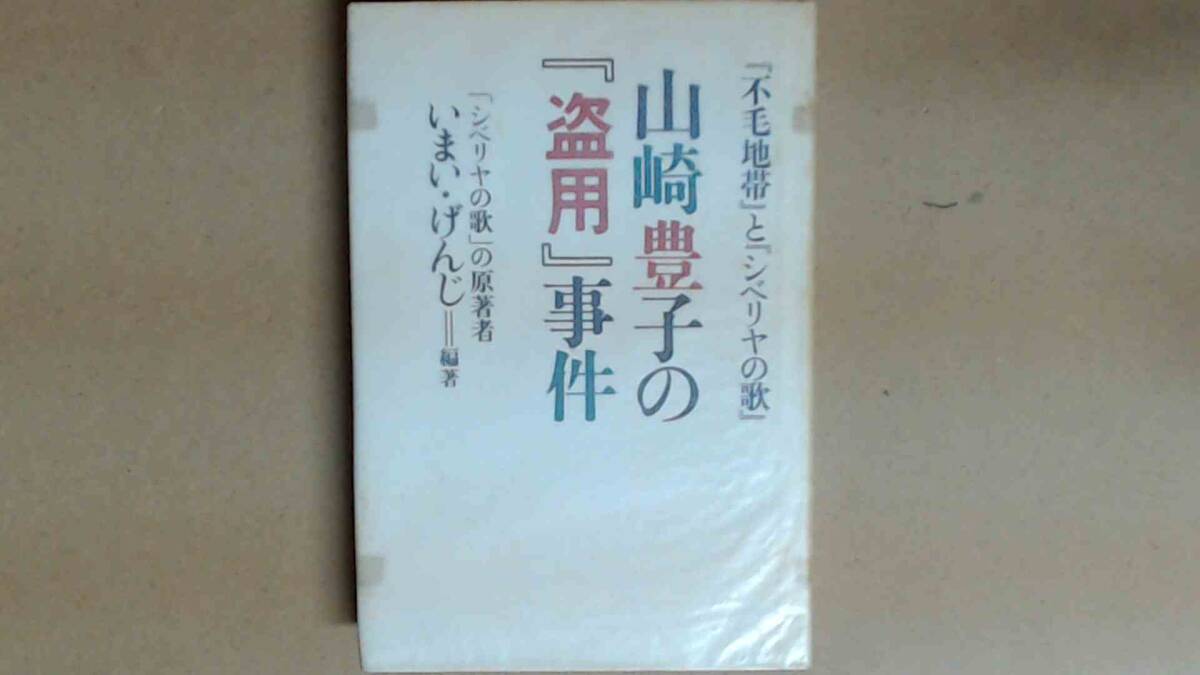 『不毛地帯』と『シベリヤの歌』
山崎豊子の
『盗用』事件
「シベリヤの歌」の原著者
いまい・げんじ＝編著